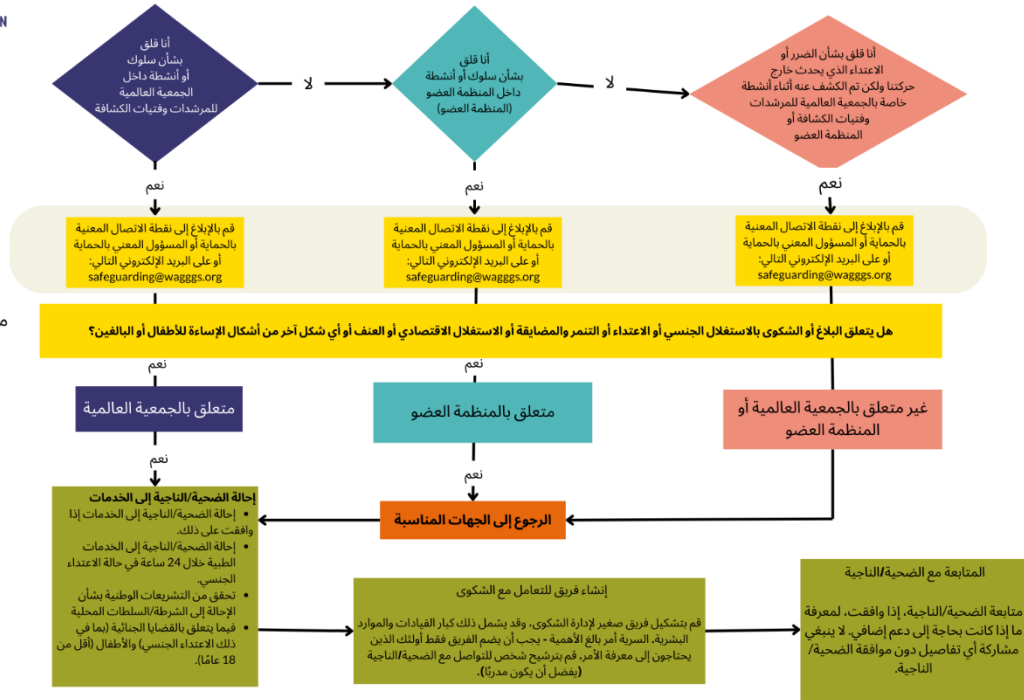 N
أنا قلق
بشأن سلوك
أو أنشطة داخل
الجمعية العالمية
للمرشدات وفتيات الكشافة
لا
أنا قلق
بشأن سلوك أو أنشطة
داخل المنظمة العضو
(المنظمة العضو)
لا
أنا قلق بشأن الضرر أو
الاعتداء الذي يحدث خارج
حركتنا ولكن تم الكشف عنه أثناء أنشطة
خاصة بالجمعية العالمية للمرشدات
وفتيات الكشافة أو
المنظمة العضو
نعم
نعم
نعم
قم بالإبلاغ إلى نقطة الاتصال المعنية
بالحماية أو المسؤول المعني بالحماية
أو على البريد الإلكتروني التالي:
safeguarding@wagggs.org
قم بالإبلاغ إلى نقطة الاتصال المعنية
بالحماية أو المسؤول المعني بالحماية
أو على البريد الإلكتروني التالي:
safeguarding@wagggs.org
قم بالإبلاغ إلى نقطة الاتصال المعنية
بالحماية أو المسؤول المعني بالحماية
أو على البريد الإلكتروني التالي:
safeguarding@wagggs.org
هل يتعلق البلاغ أو الشكوى بالاستغلال الجنسي أو الاعتداء أو التنمر والمضايقة أو الاستغلال الاقتصادي أو العنف أو أي شكل آخر من أشكال الإساءة للأطفال أو البالغين؟
نعم
نعم
متعلق بالجمعية العالمية
متعلق بالمنظمة العضو
غير متعلق بالجمعية العالمية أو
المنظمة العضو
نعم
نعم
الرجوع إلى الجهات المناسبة
إحالة الضحية/الناجية إلى الخدمات
• إحالة الضحية/الناجية إلى الخدمات إذا
وافقت على ذلك.
• إحالة الضحية/الناجية إلى الخدمات
الطبية خلال 24 ساعة في حالة الاعتداء
الجنسي.
• تحقق من التشريعات الوطنية بشأن
الإحالة إلى الشرطة/السلطات المحلية
• فيما يتعلق بالقضايا الجنائية (بما في
ذلك الاعتداء الجنسي) والأطفال (أقل من
18 عامًا).
إنشاء فريق للتعامل مع الشكوى
قم بتشكيل فريق صغير لإدارة الشكوى، وقد يشمل ذلك كبار القيادات والموارد
البشرية. السرية أمر بالغ الأهمية - يجب أن يضم الفريق فقط أولئك الذين
يحتاجون إلى معرفة الأمر. قم بترشيح شخص للتواصل مع الضحية/الناجية
(يفضل أن يكون مدربًا).
المتابعة مع الضحية/الناجية
متابعة الضحية/الناجية، إذا وافقت، لمعرفة
ما إذا كانت بحاجة إلى دعم إضافي. لا ينبغي
مشاركة أي تفاصيل دون موافقة الضحية/
الناجية.